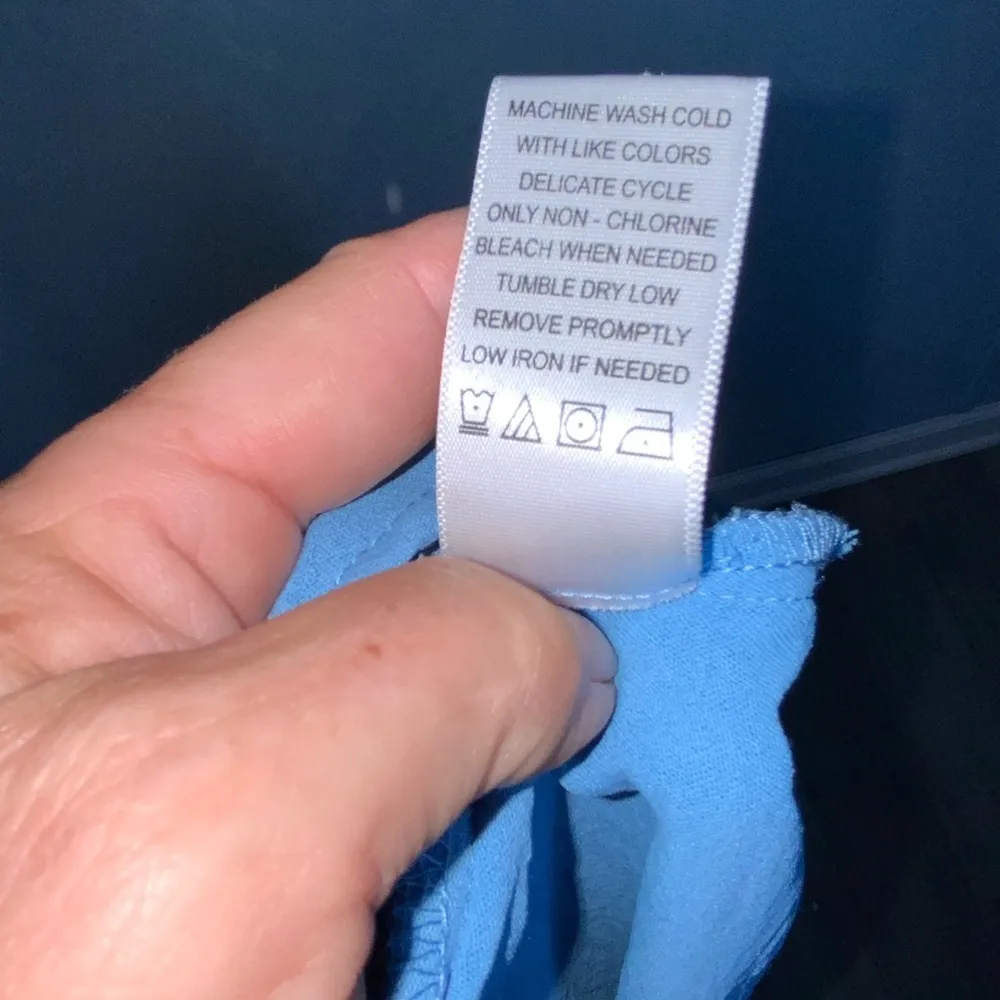 MACHINE WASH COLD
WITH LIKE COLORS
DELICATE CYCLE
ONLY NON - CHLORINE
BLEACH WHEN NEEDED
TUMBLE DRY LOW
REMOVE PROMPTLY
LOW IRON IF NEEDED